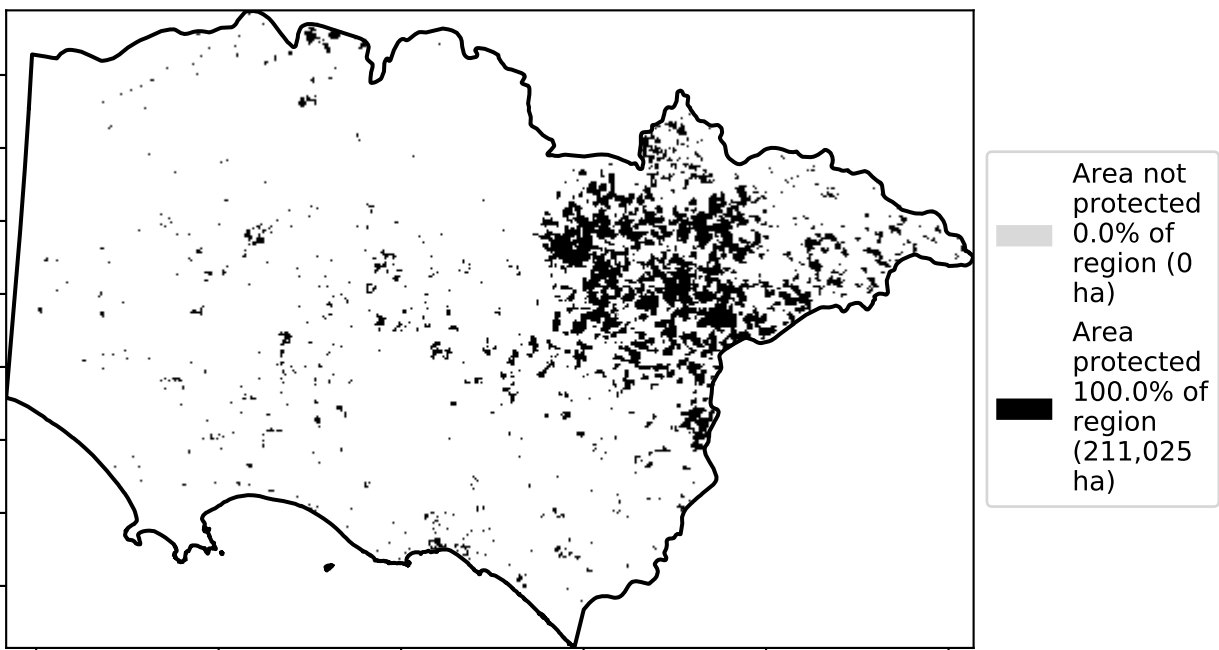 Area not
protected
0.0% of
region (0
ha)
Area
protected
100.0% of
region
(211,025
ha)